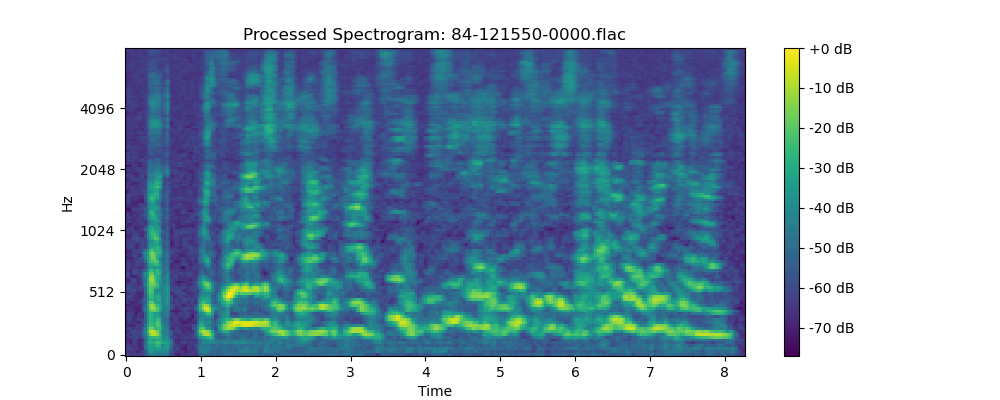 Processed Spectrogram: 84-121550-0000.flac
Hz
4096
2048
1024
512
0
0 1 2 3 4 5 6 7 8
Time
+0 dB
-10 dB
-20 dB
-30 dB
-40 dB
-50 dB
-60 dB
-70 dB